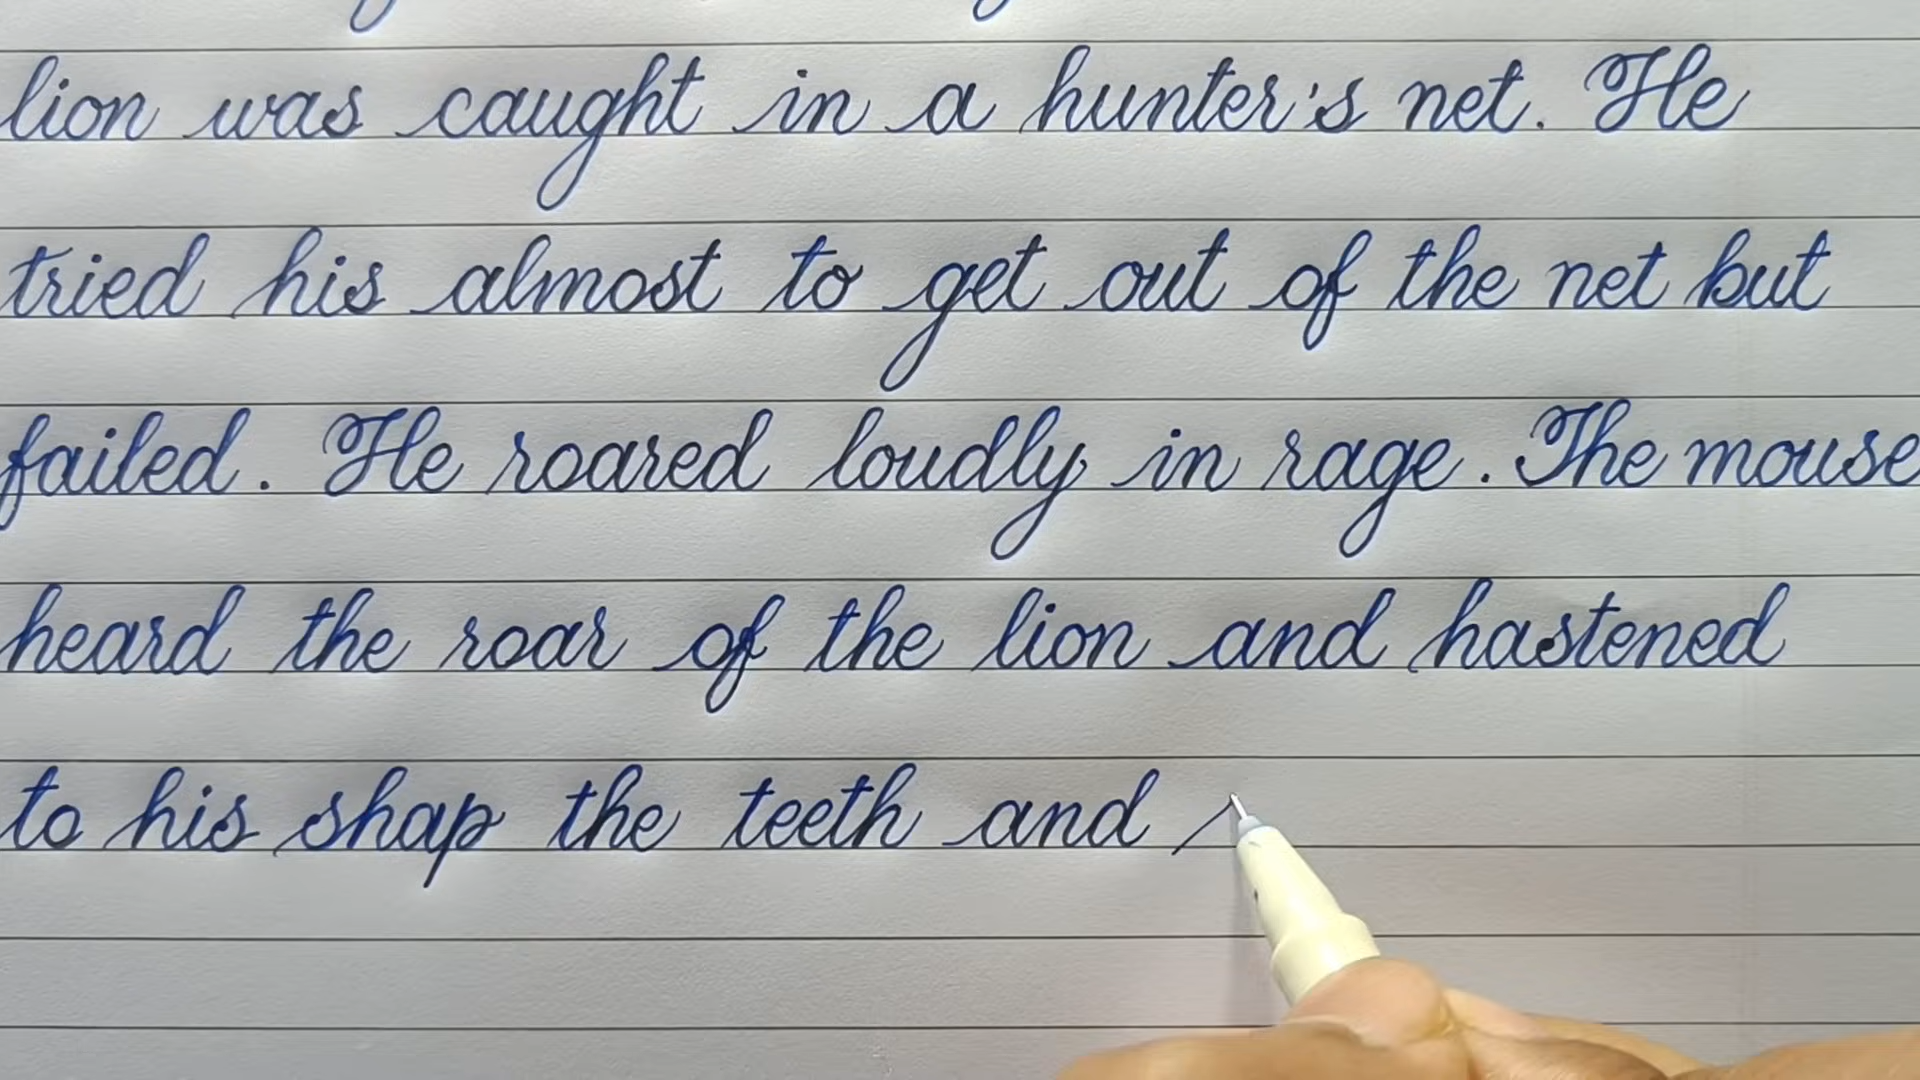 lion was caught in a hunter's net. He
tried his almost to get out of the net but
failed. He roared loudly in rage. The mouse
heard the roar of the lion and hastened
to his shap the teeth and